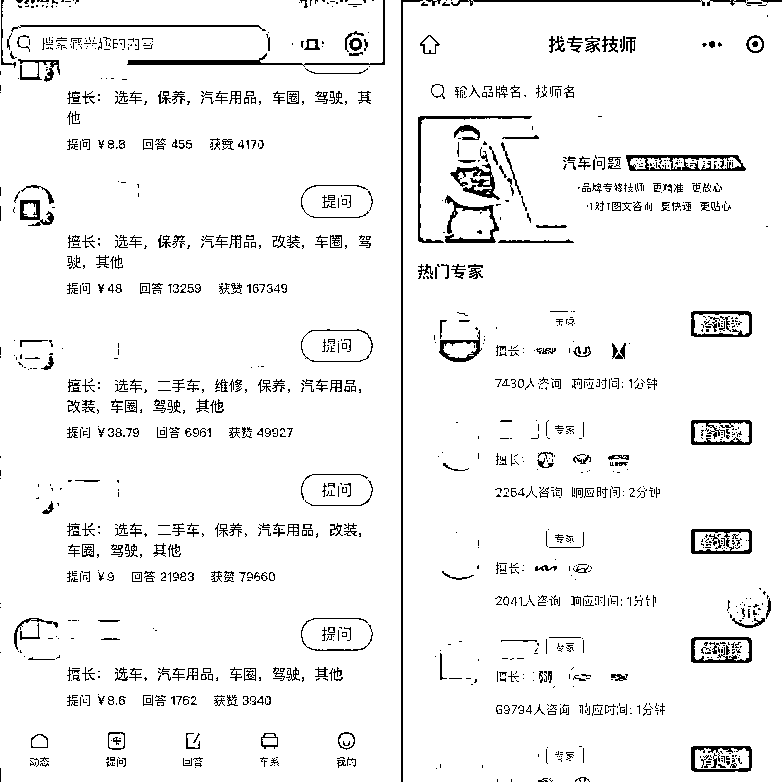 搜索感兴趣的内容
擅长: 选车, 保养, 汽车用品, 车圈, 驾驶, 其
他
提问 ¥8.8 回答 455 获赞 4170
提问
擅长: 选车, 保养, 汽车用品, 改装, 车圈, 驾
驶, 其他
提问 ¥48 回答 13259 获赞 167349
提问
擅长: 选车, 二手车, 维修, 保养, 汽车用品,
改装, 车圈, 驾驶, 其他
提问 ¥38.79 回答 6961 获赞 49927
提问
擅长: 选车, 二手车, 保养, 汽车用品, 改装,
车圈, 驾驶, 其他
提问 ¥9 回答 21983 获赞 79660
提问
擅长: 选车, 汽车用品, 车圈, 驾驶, 其他
提问 ¥8.6 回答 1762 获赞 3940
动态 提问 回答 车系 我的
找专家技师
输入品牌名、技师名
汽车问题 咨询品牌专修技师
·品牌专修技师 更精准 更放心
·1对1图文咨询 更快速 更贴心
热门专家
咨询我
擅长:
7430人咨询 响应时间: 1分钟
专家
咨询我
擅长:
2264人咨询 响应时间: 2分钟
专家
咨询我
擅长:
2041人咨询 响应时间: 1分钟
专家
咨询我
擅长:
69794人咨询 响应时间: 1分钟
专家
咨询我